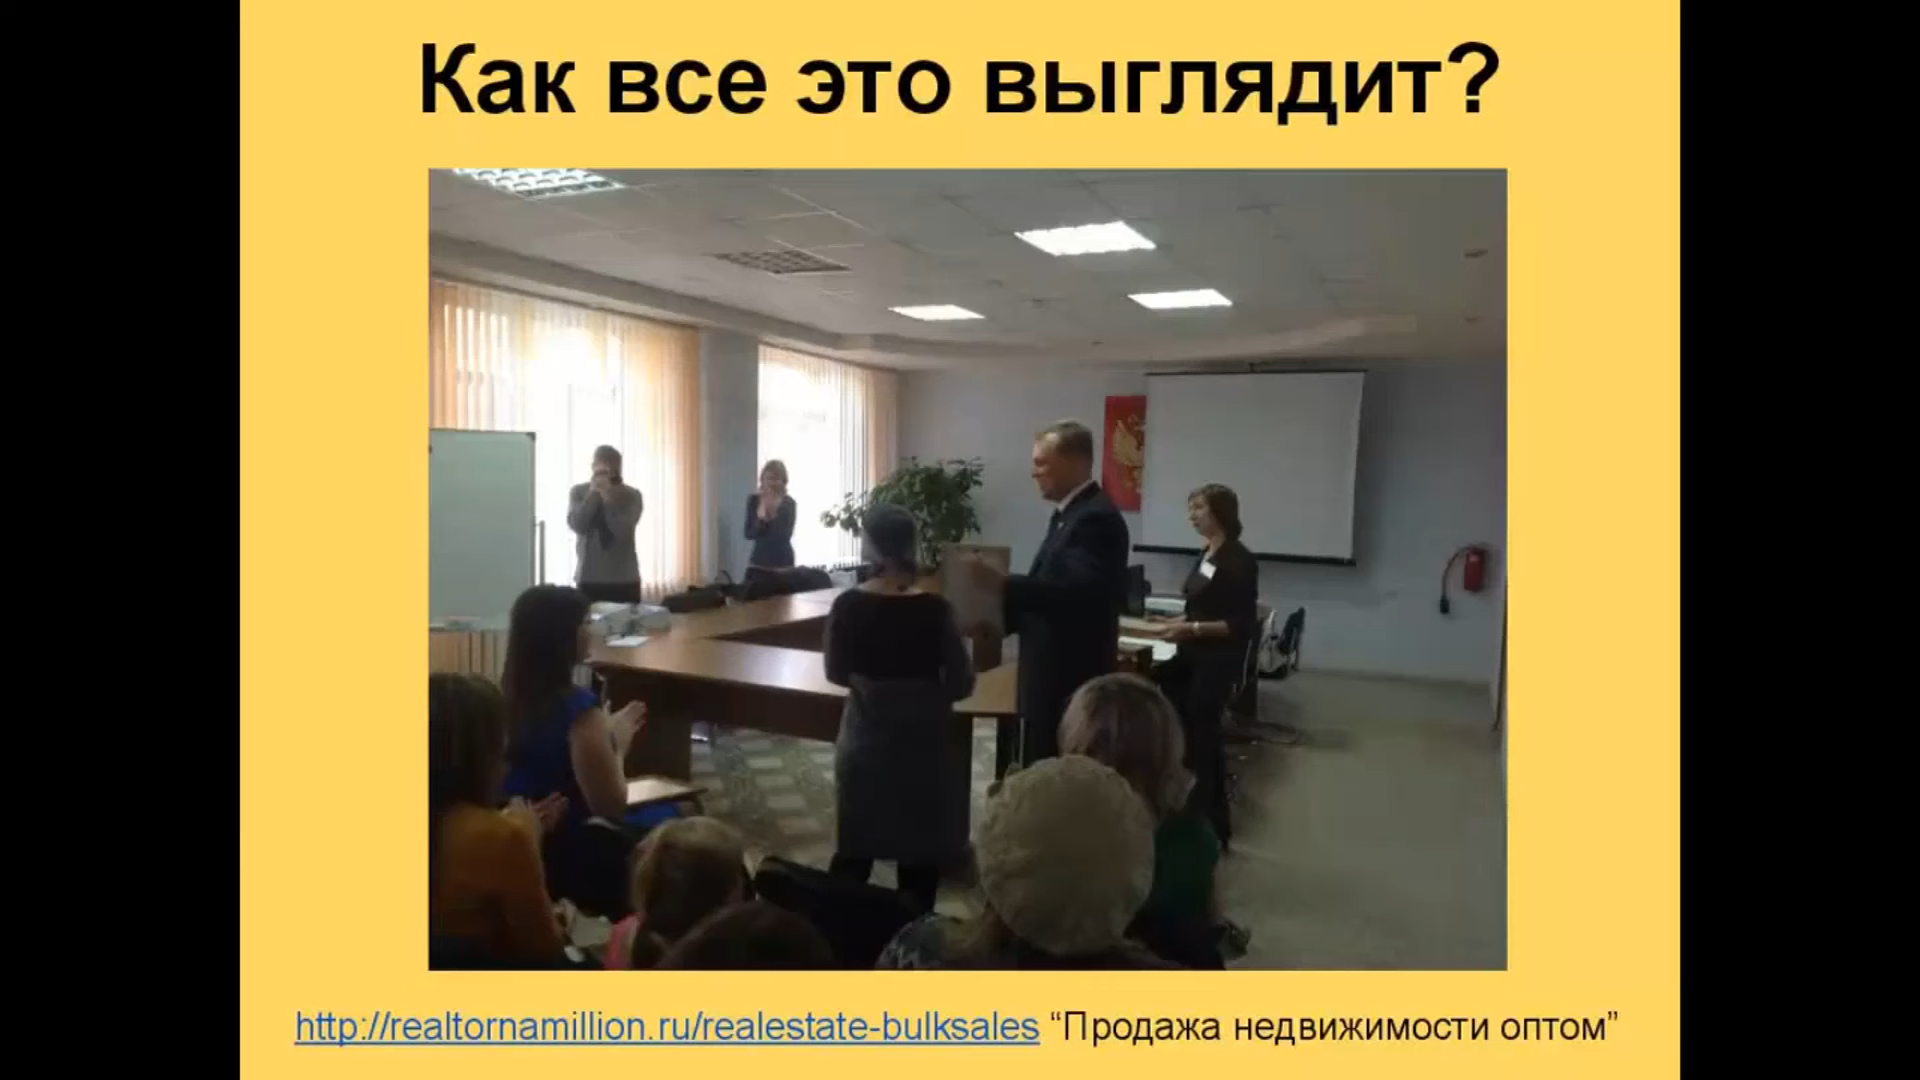 Как все это выглядит?
http://realtornamillion.ru/realestate-bulksales “Продажа недвижимости оптом”